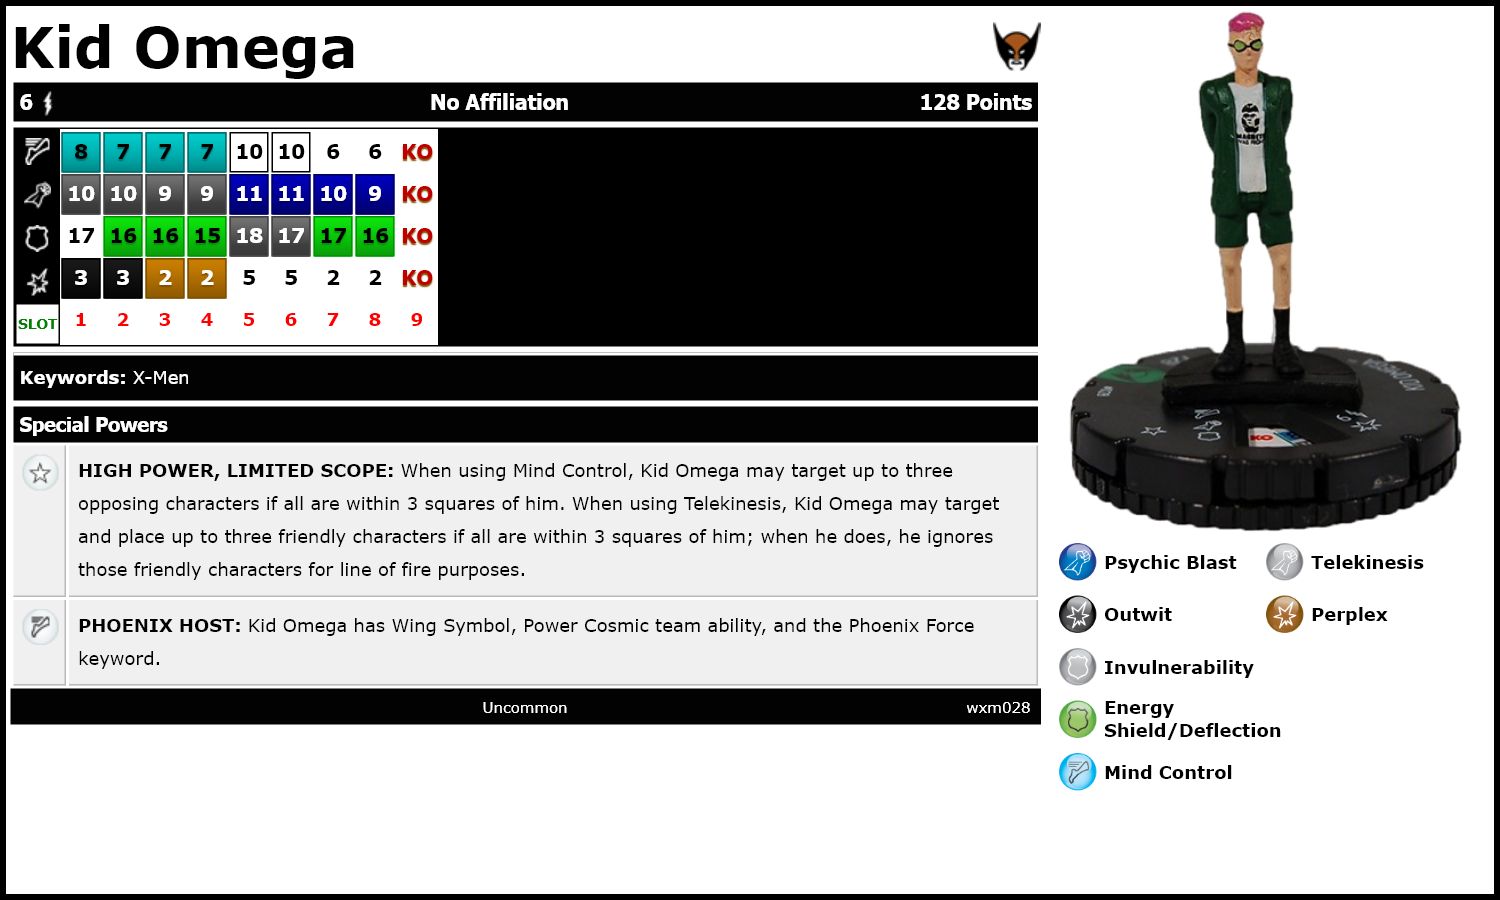 Kid Omega
6 No Affiliation 128 Points
8 7 7 7 10 10 6 6 KO
10 10 9 9 11 11 10 9 KO
17 16 16 15 18 17 17 16 KO
3 3 2 2 5 5 2 2 KO
SLOT 1 2 3 4 5 6 7 8 9
Keywords: X-Men
Special Powers
HIGH POWER, LIMITED SCOPE: When using Mind Control, Kid Omega may target up to three
opposing characters if all are within 3 squares of him. When using Telekinesis, Kid Omega may target
and place up to three friendly characters if all are within 3 squares of him; when he does, he ignores
those friendly characters for line of fire purposes.
PHOENIX HOST: Kid Omega has Wing Symbol, Power Cosmic team ability, and the Phoenix Force
keyword.
Uncommon wxm028
KID OMEGA
028
6
KO
Psychic Blast Telekinesis
Outwit Perplex
Invulnerability
Energy
Shield/Deflection
Mind Control